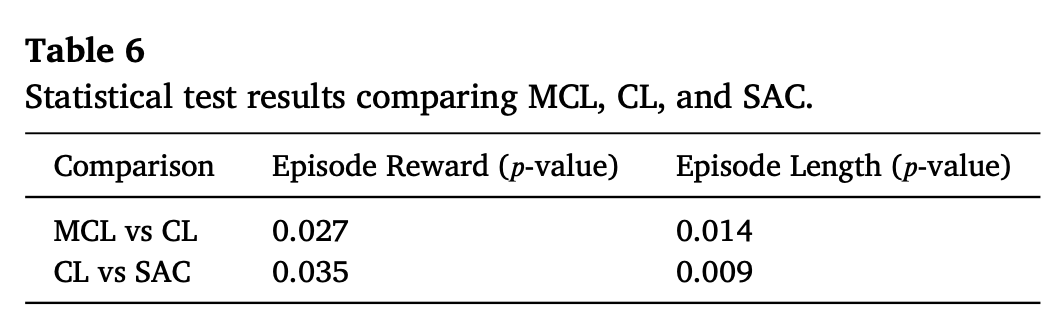 Table 6
Statistical test results comparing MCL, CL, and SAC.
Comparison Episode Reward (p-value) Episode Length (p-value)
MCL vs CL 0.027 0.014
CL vs SAC 0.035 0.009